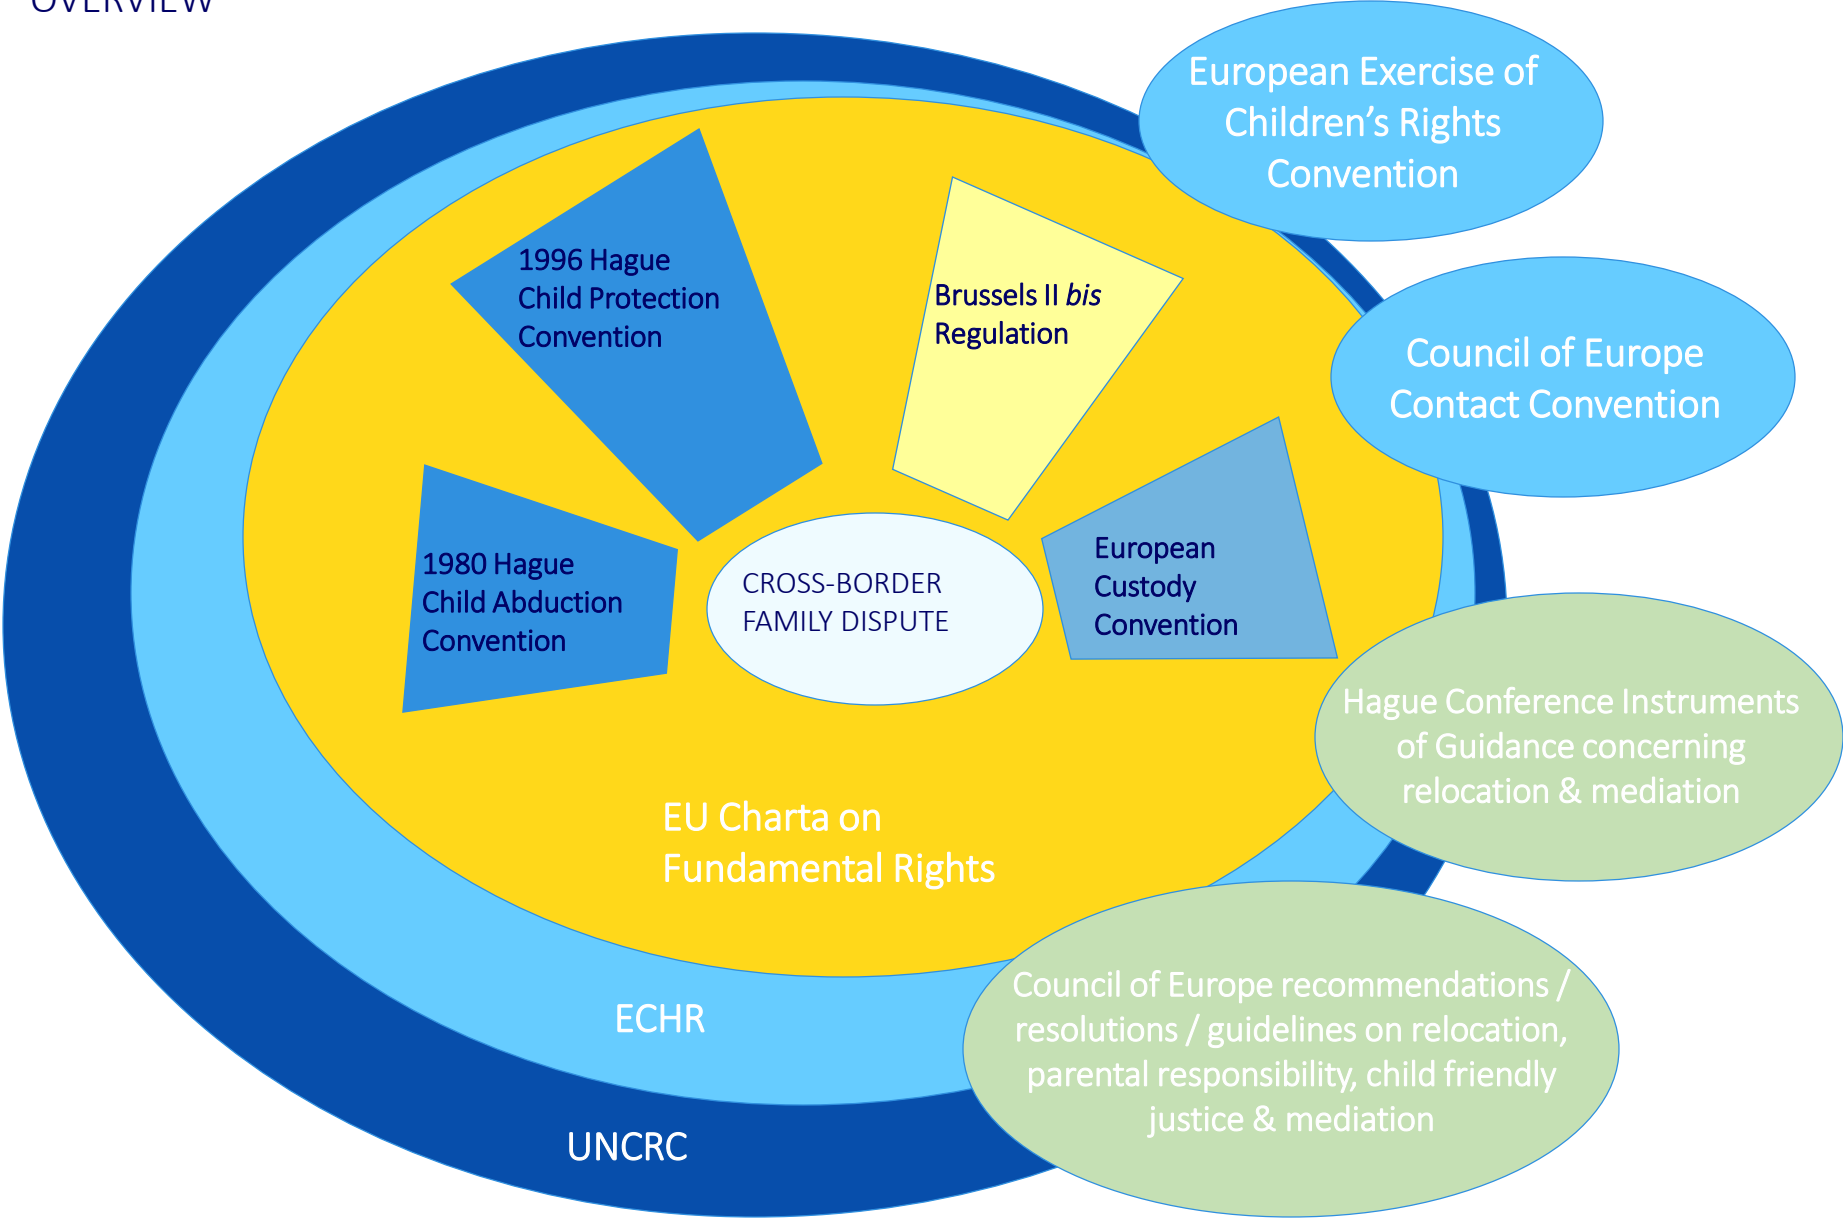 OVERVIEW
European Exercise of
Children’s Rights
Convention
1996 Hague
Child Protection
Convention
Brussels II bis
Regulation
Council of Europe
Contact Convention
1980 Hague
Child Abduction
Convention
CROSS-BORDER
FAMILY DISPUTE
European
Custody
Convention
Hague Conference Instruments
of Guidance concerning
relocation & mediation
EU Charta on
Fundamental Rights
Council of Europe recommendations /
resolutions / guidelines on relocation,
parental responsibility, child friendly
justice & mediation
ECHR
UNCRC